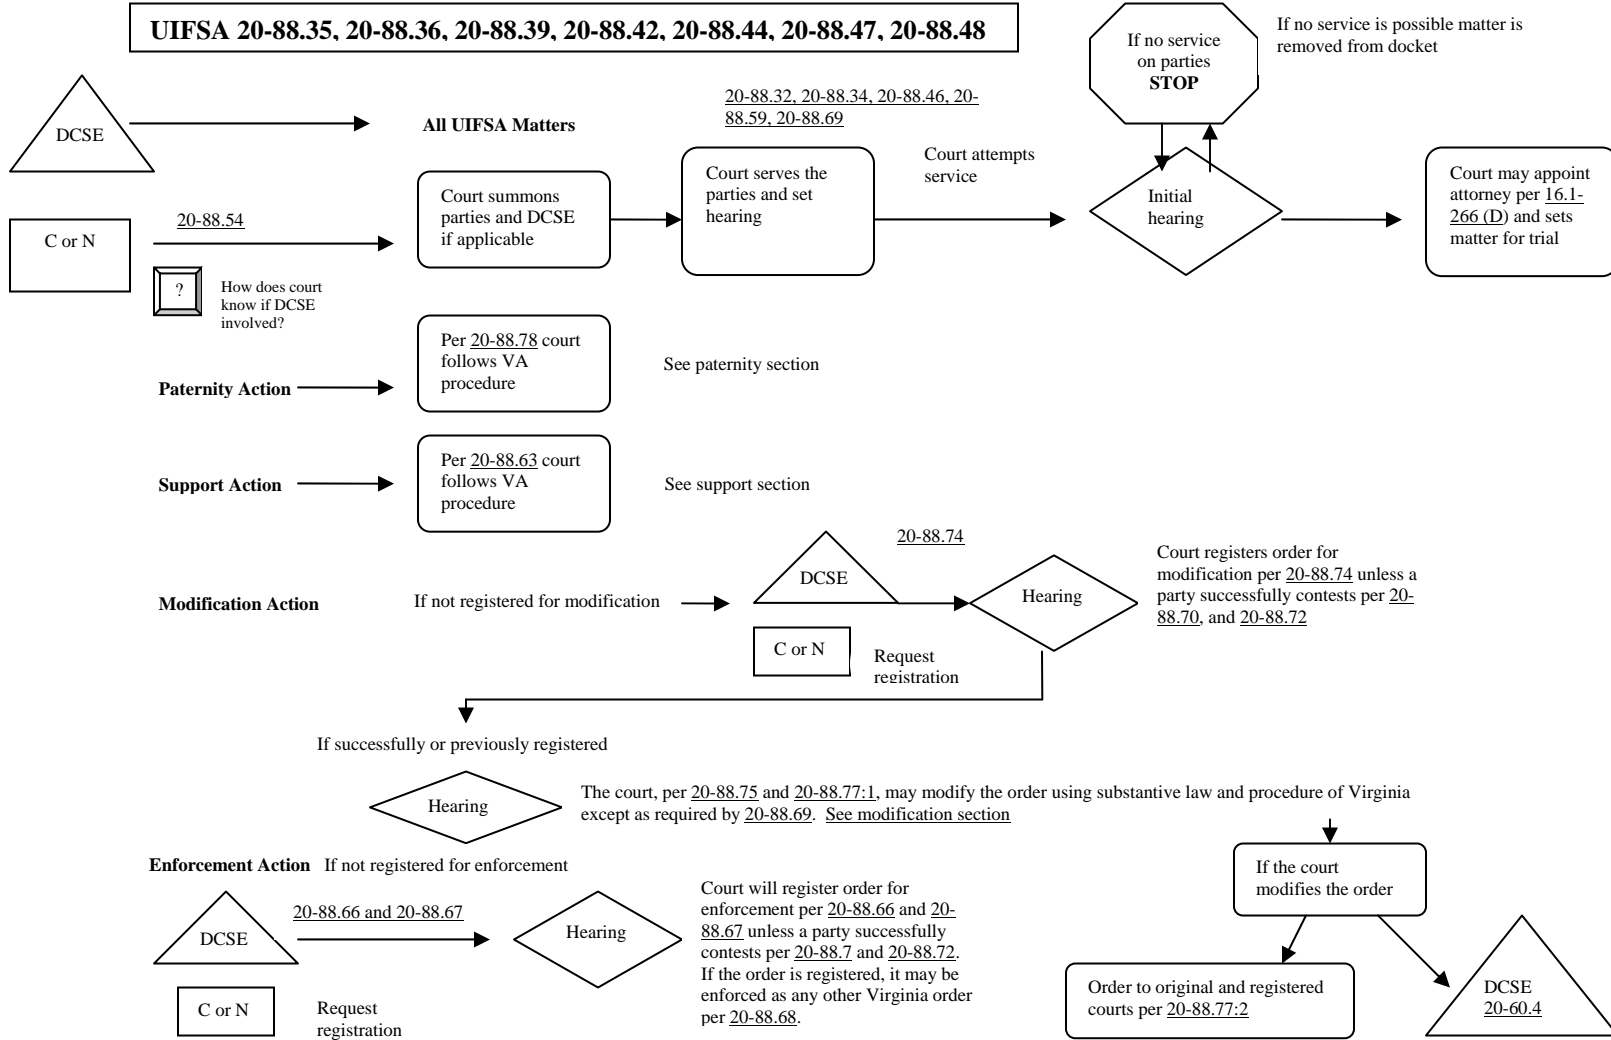 UIFSA 20-88.35, 20-88.36, 20-88.39, 20-88.42, 20-88.44, 20-88.47, 20-88.48
If no service
on parties
STOP
If no service is possible matter is
removed from docket
DCSE
All UIFSA Matters
20-88.32, 20-88.34, 20-88.46, 20-
88.59, 20-88.69
C or N
20-88.54
Court summons
parties and DCSE
if applicable
Court serves the
parties and set
hearing
Court attempts
service
Initial
hearing
Court may appoint
attorney per 16.1-
266 (D) and sets
matter for trial
?
How does court
know if DCSE
involved?
Paternity Action
Per 20-88.78 court
follows VA
procedure
See paternity section
Support Action
Per 20-88.63 court
follows VA
procedure
See support section
Modification Action
If not registered for modification
DCSE
20-88.74
Hearing
Court registers order for
modification per 20-88.74 unless a
party successfully contests per 20-
88.70, and 20-88.72
C or N
Request
registration
If successfully or previously registered
Hearing
The court, per 20-88.75 and 20-88.77:1, may modify the order using substantive law and procedure of Virginia
except as required by 20-88.69. See modification section
Enforcement Action If not registered for enforcement
DCSE
20-88.66 and 20-88.67
Hearing
Court will register order for
enforcement per 20-88.66 and 20-
88.67 unless a party successfully
contests per 20-88.7 and 20-88.72.
If the order is registered, it may be
enforced as any other Virginia order
per 20-88.68.
C or N
Request
registration
If the court
modifies the order
Order to original and registered
courts per 20-88.77:2
DCSE
20-60.4